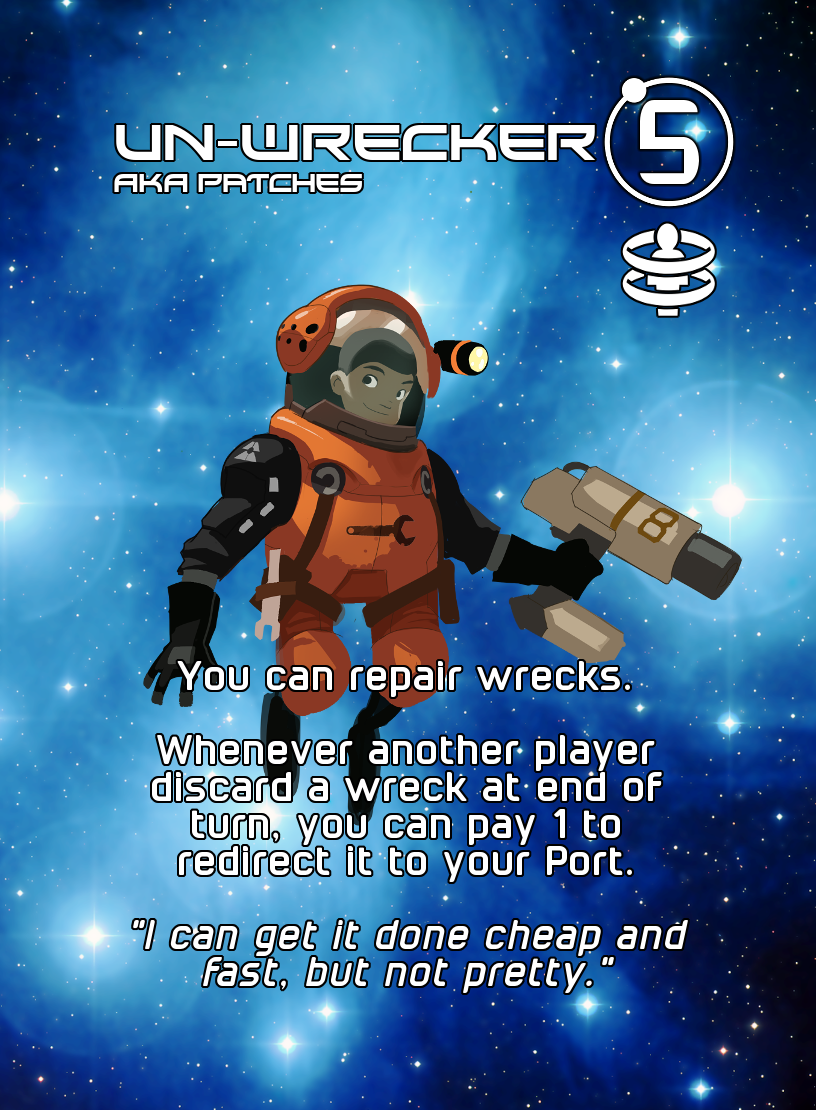 UN-WRECKER 5
AKA PATCHES
8
You can repair wrecks.
Whenever another player
discard a wreck at end of
turn, you can pay 1 to
redirect it to your Port.
"I can get it done cheap and
fast, but not pretty."